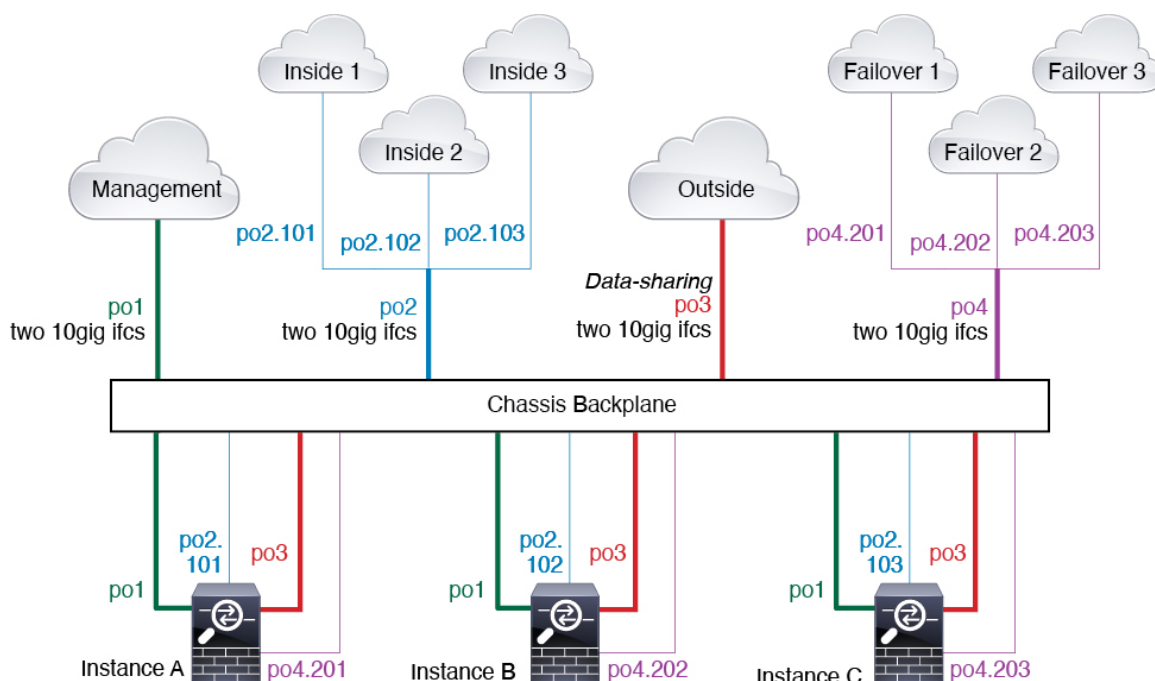 Inside 1
Inside 3
Failover 1
Failover 3
Inside 2
Failover 2
Management
Outside
po2.101
po2.102
po2.103
po4.201
po4.202
po4.203
po1
two 10gig ifcs
po2
two 10gig ifcs
Data-sharing
po3
two 10gig ifcs
po4
two 10gig ifcs
Chassis Backplane
po1
po2.
101
po3
Instance A
po4.201
po1
po2.
102
po3
Instance B
po4.202
po1
po2.
103
po3
Instance C
po4.203